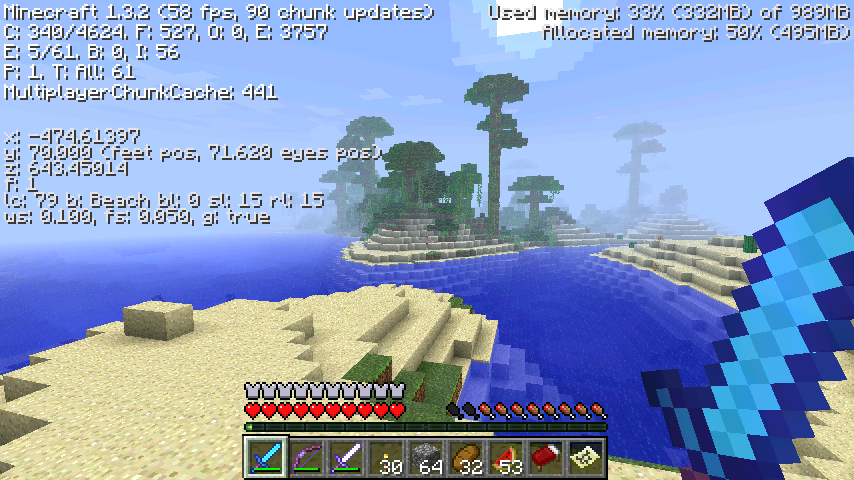 Minecraft 1.3.2 (58 fps, 90 chunk updates)
Used memory: 33% (332MB) of 989MB
C: 340/4624, F: 527, O: 0, E: 3757
Allocated memory: 50% (495MB)
E: 5/61, B: 0, I: 56
P: 1, T: All: 61
MultiplayerChunkCache: 441
x: -474.61397
y: 70.000 (feet pos, 71.620 eyes pos)
z: 643.45014
f: 1
lc: 79 b: Beach bl: 0 sl: 15 rl: 15
ws: 0.100, fs: 0.050, g: true
30 64 32 53